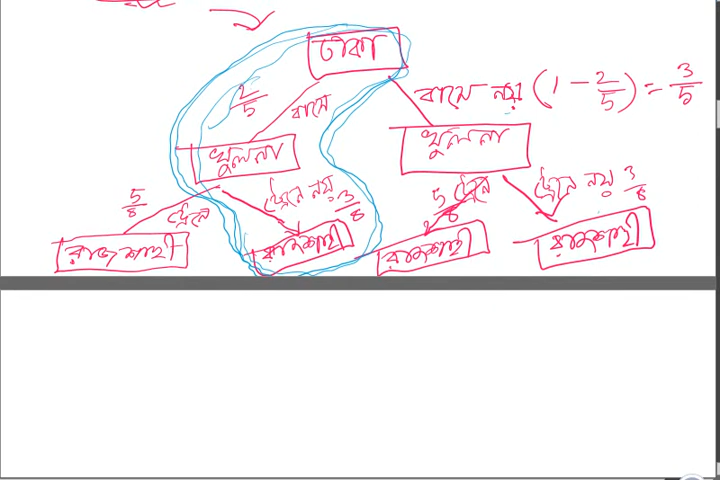 ঢাকা
2/5 বাসে বাসে নয় (1 - 2/5) = 3/5
খুলনা খুলনা
5/8 ট্রেনে ট্রেনে নয় 3/8 5/8 ট্রেনে ট্রেনে নয় 3/8
রাজশাহী রাজশাহী রাজশাহী রাজশাহী